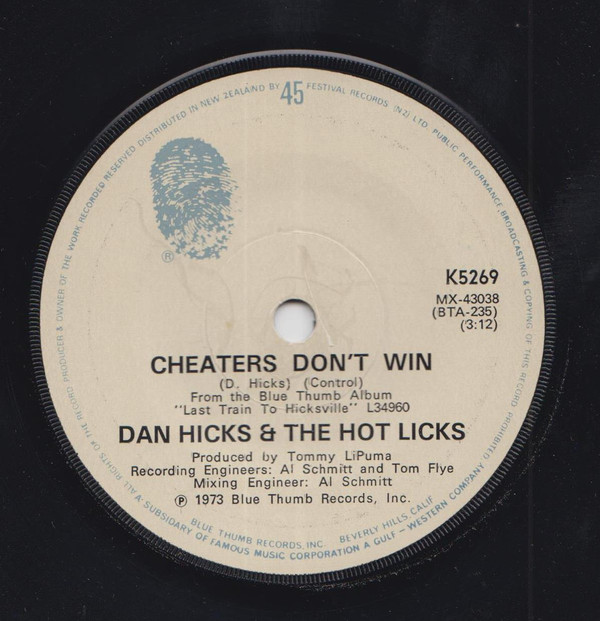 45
ALL RIGHTS OF THE RECORD PRODUCER & OWNER OF THE WORK RECORDED RESERVED DISTRIBUTED IN NEW ZEALAND BY FESTIVAL RECORDS (NZ) LTD. PUBLIC PERFORMANCE, BROADCASTING & COPYING OF THIS RECORD PROHIBITED
®
K5269
MX-43038
(BTA-235)
(3:12)
CHEATERS DON'T WIN
(D. Hicks) (Control)
From the Blue Thumb Album
"Last Train To Hicksville" L34960
DAN HICKS & THE HOT LICKS
Produced by Tommy LiPuma
Recording Engineers: Al Schmitt and Tom Flye
Mixing Engineer: Al Schmitt
℗ 1973 Blue Thumb Records, Inc.
BLUE THUMB RECORDS, INC. BEVERLY HILLS, CALIF
A SUBSIDARY OF FAMOUS MUSIC CORPORATION A GULF – WESTERN COMPANY